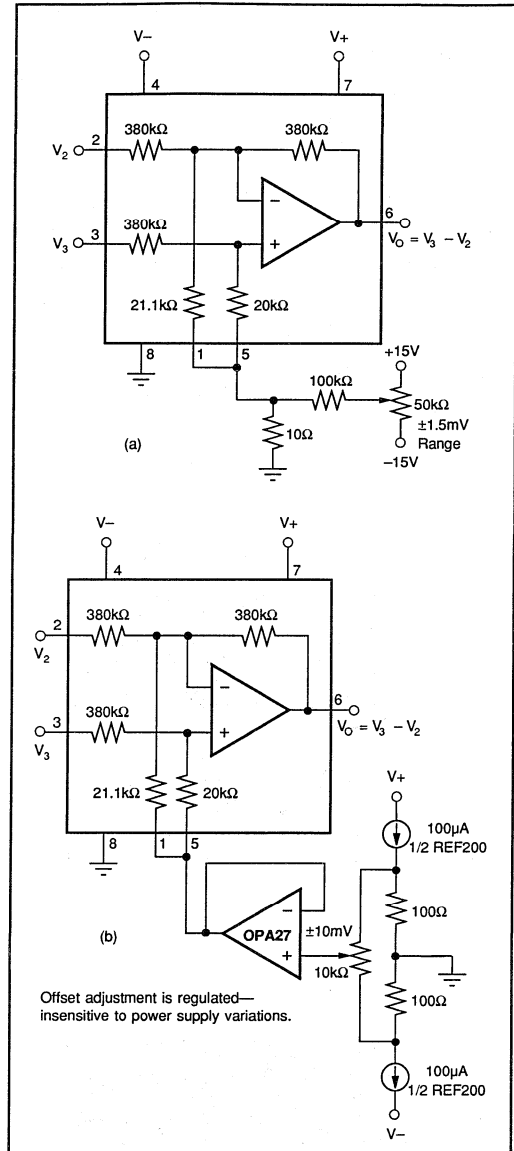 V–
V+
4
7
380kΩ
380kΩ
V2
2
–
6
VO = V3 – V2
380kΩ
V3
3
+
21.1kΩ
20kΩ
8
1
5
+15V
100kΩ
50kΩ
±1.5mV
Range
10Ω
–15V
(a)
V–
V+
4
7
380kΩ
380kΩ
2
V2
–
6
VO = V3 – V2
380kΩ
3
V3
+
21.1kΩ
20kΩ
V+
8
1
5
100µA
1/2 REF200
–
±10mV
100Ω
(b)
OPA27
+
10kΩ
100Ω
Offset adjustment is regulated—
insensitive to power supply variations.
100µA
1/2 REF200
V–